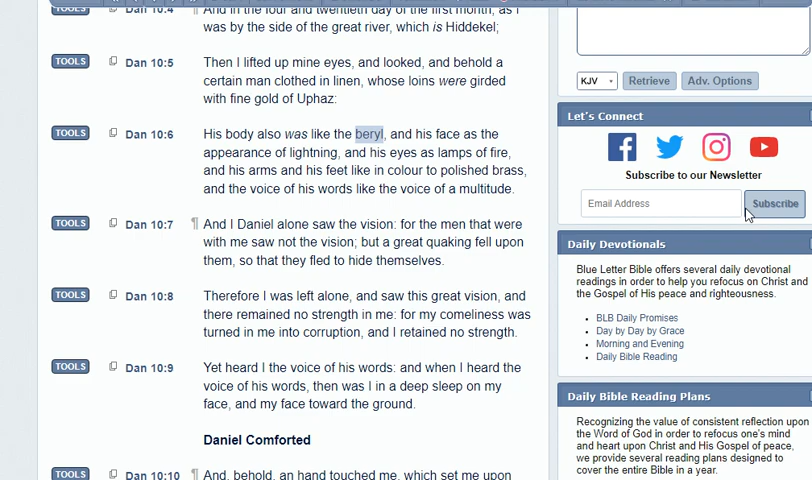 TOOLS Dan 10:4 And in the four and twentieth day of the first month, as I
was by the side of the great river, which is Hiddekel;
TOOLS Dan 10:5 Then I lifted up mine eyes, and looked, and behold a
certain man clothed in linen, whose loins were girded
with fine gold of Uphaz:
TOOLS Dan 10:6 His body also was like the beryl, and his face as the
appearance of lightning, and his eyes as lamps of fire,
and his arms and his feet like in colour to polished brass,
and the voice of his words like the voice of a multitude.
TOOLS Dan 10:7 ¶ And I Daniel alone saw the vision: for the men that were
with me saw not the vision; but a great quaking fell upon
them, so that they fled to hide themselves.
TOOLS Dan 10:8 Therefore I was left alone, and saw this great vision, and
there remained no strength in me: for my comeliness was
turned in me into corruption, and I retained no strength.
TOOLS Dan 10:9 Yet heard I the voice of his words: and when I heard the
voice of his words, then was I in a deep sleep on my
face, and my face toward the ground.
Daniel Comforted
TOOLS Dan 10:10 ¶ And, behold, an hand touched me, which set me upon
KJV Retrieve Adv. Options
Let's Connect
Subscribe to our Newsletter
Email Address Subscribe
Daily Devotionals
Blue Letter Bible offers several daily devotional
readings in order to help you refocus on Christ and
the Gospel of His peace and righteousness.
BLB Daily Promises
Day by Day by Grace
Morning and Evening
Daily Bible Reading
Daily Bible Reading Plans
Recognizing the value of consistent reflection upon
the Word of God in order to refocus one's mind
and heart upon Christ and His Gospel of peace,
we provide several reading plans designed to
cover the entire Bible in a year.